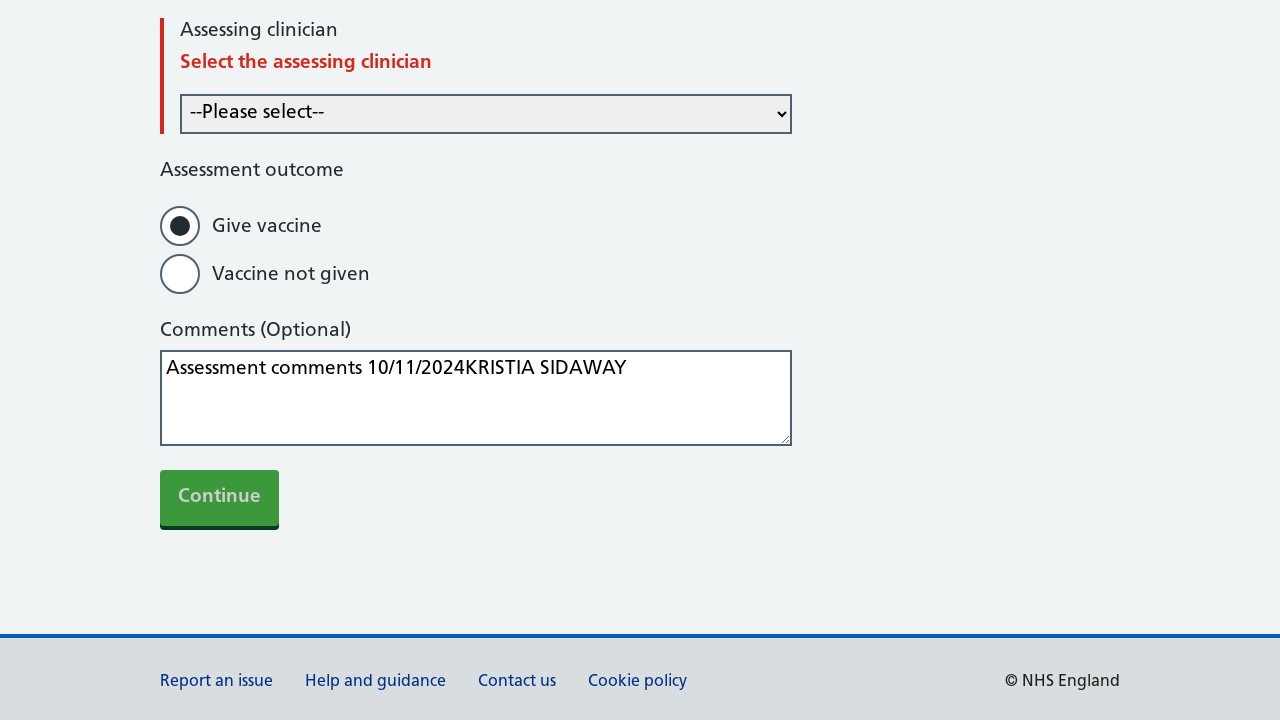 Assessing clinician
Select the assessing clinician
--Please select--
Assessment outcome
Give vaccine
Vaccine not given
Comments (Optional)
Assessment comments 10/11/2024KRISTIA SIDAWAY
Continue
Report an issue Help and guidance Contact us Cookie policy © NHS England